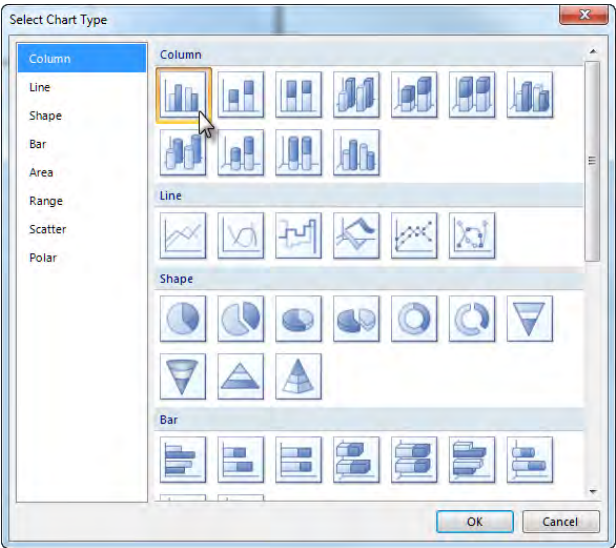 Select Chart Type
Column
Line
Shape
Bar
Area
Range
Scatter
Polar
Column
Line
Shape
Bar
OK
Cancel